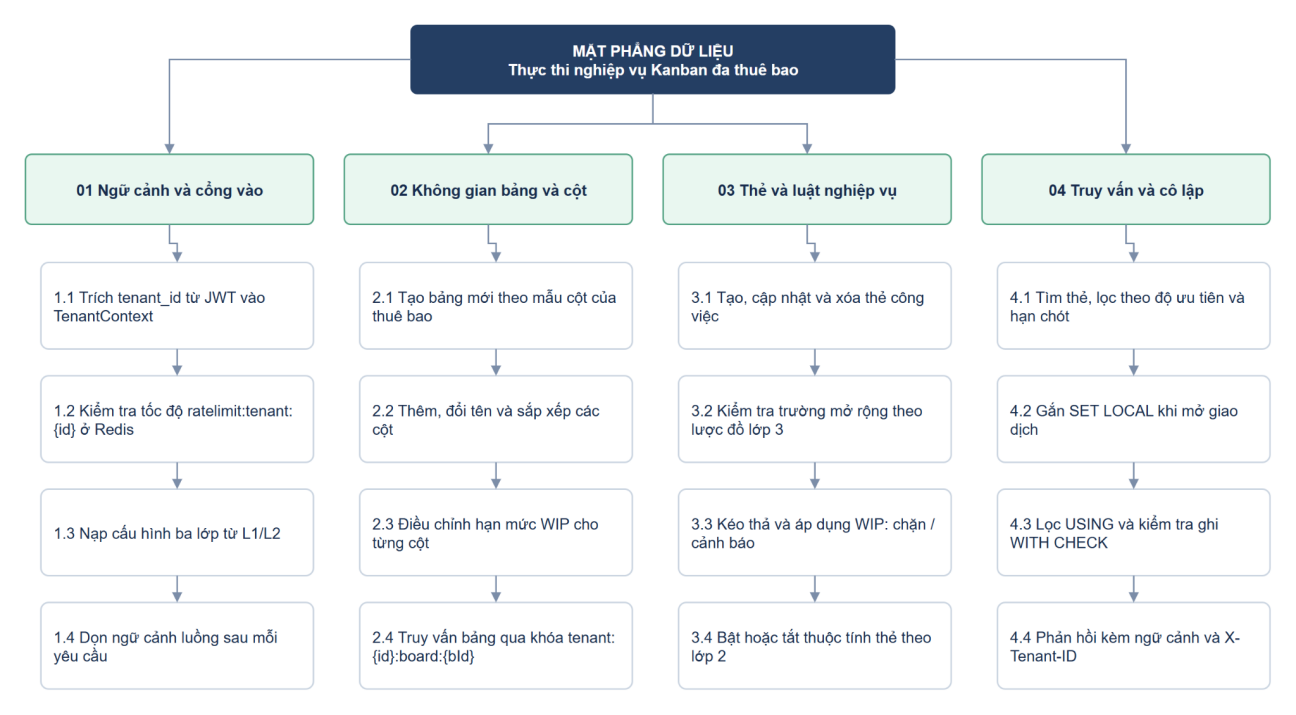 MẶT PHẲNG DỮ LIỆU
Thực thi nghiệp vụ Kanban đa thuê bao
01 Ngữ cảnh và cổng vào
02 Không gian bảng và cột
03 Thẻ và luật nghiệp vụ
04 Truy vấn và cô lập
1.1 Trích tenant_id từ JWT vào
TenantContext
1.2 Kiểm tra tốc độ ratelimit:tenant:
{id} ở Redis
1.3 Nạp cấu hình ba lớp từ L1/L2
1.4 Dọn ngữ cảnh luồng sau mỗi
yêu cầu
2.1 Tạo bảng mới theo mẫu cột của
thuê bao
2.2 Thêm, đổi tên và sắp xếp các
cột
2.3 Điều chỉnh hạn mức WIP cho
từng cột
2.4 Truy vấn bảng qua khóa tenant:
{id}:board:{bId}
3.1 Tạo, cập nhật và xóa thẻ công
việc
3.2 Kiểm tra trường mở rộng theo
lược đồ lớp 3
3.3 Kéo thả và áp dụng WIP: chặn /
cảnh báo
3.4 Bật hoặc tắt thuộc tính thẻ theo
lớp 2
4.1 Tìm thẻ, lọc theo độ ưu tiên và
hạn chót
4.2 Gắn SET LOCAL khi mở giao
dịch
4.3 Lọc USING và kiểm tra ghi
WITH CHECK
4.4 Phản hồi kèm ngữ cảnh và X-
Tenant-ID